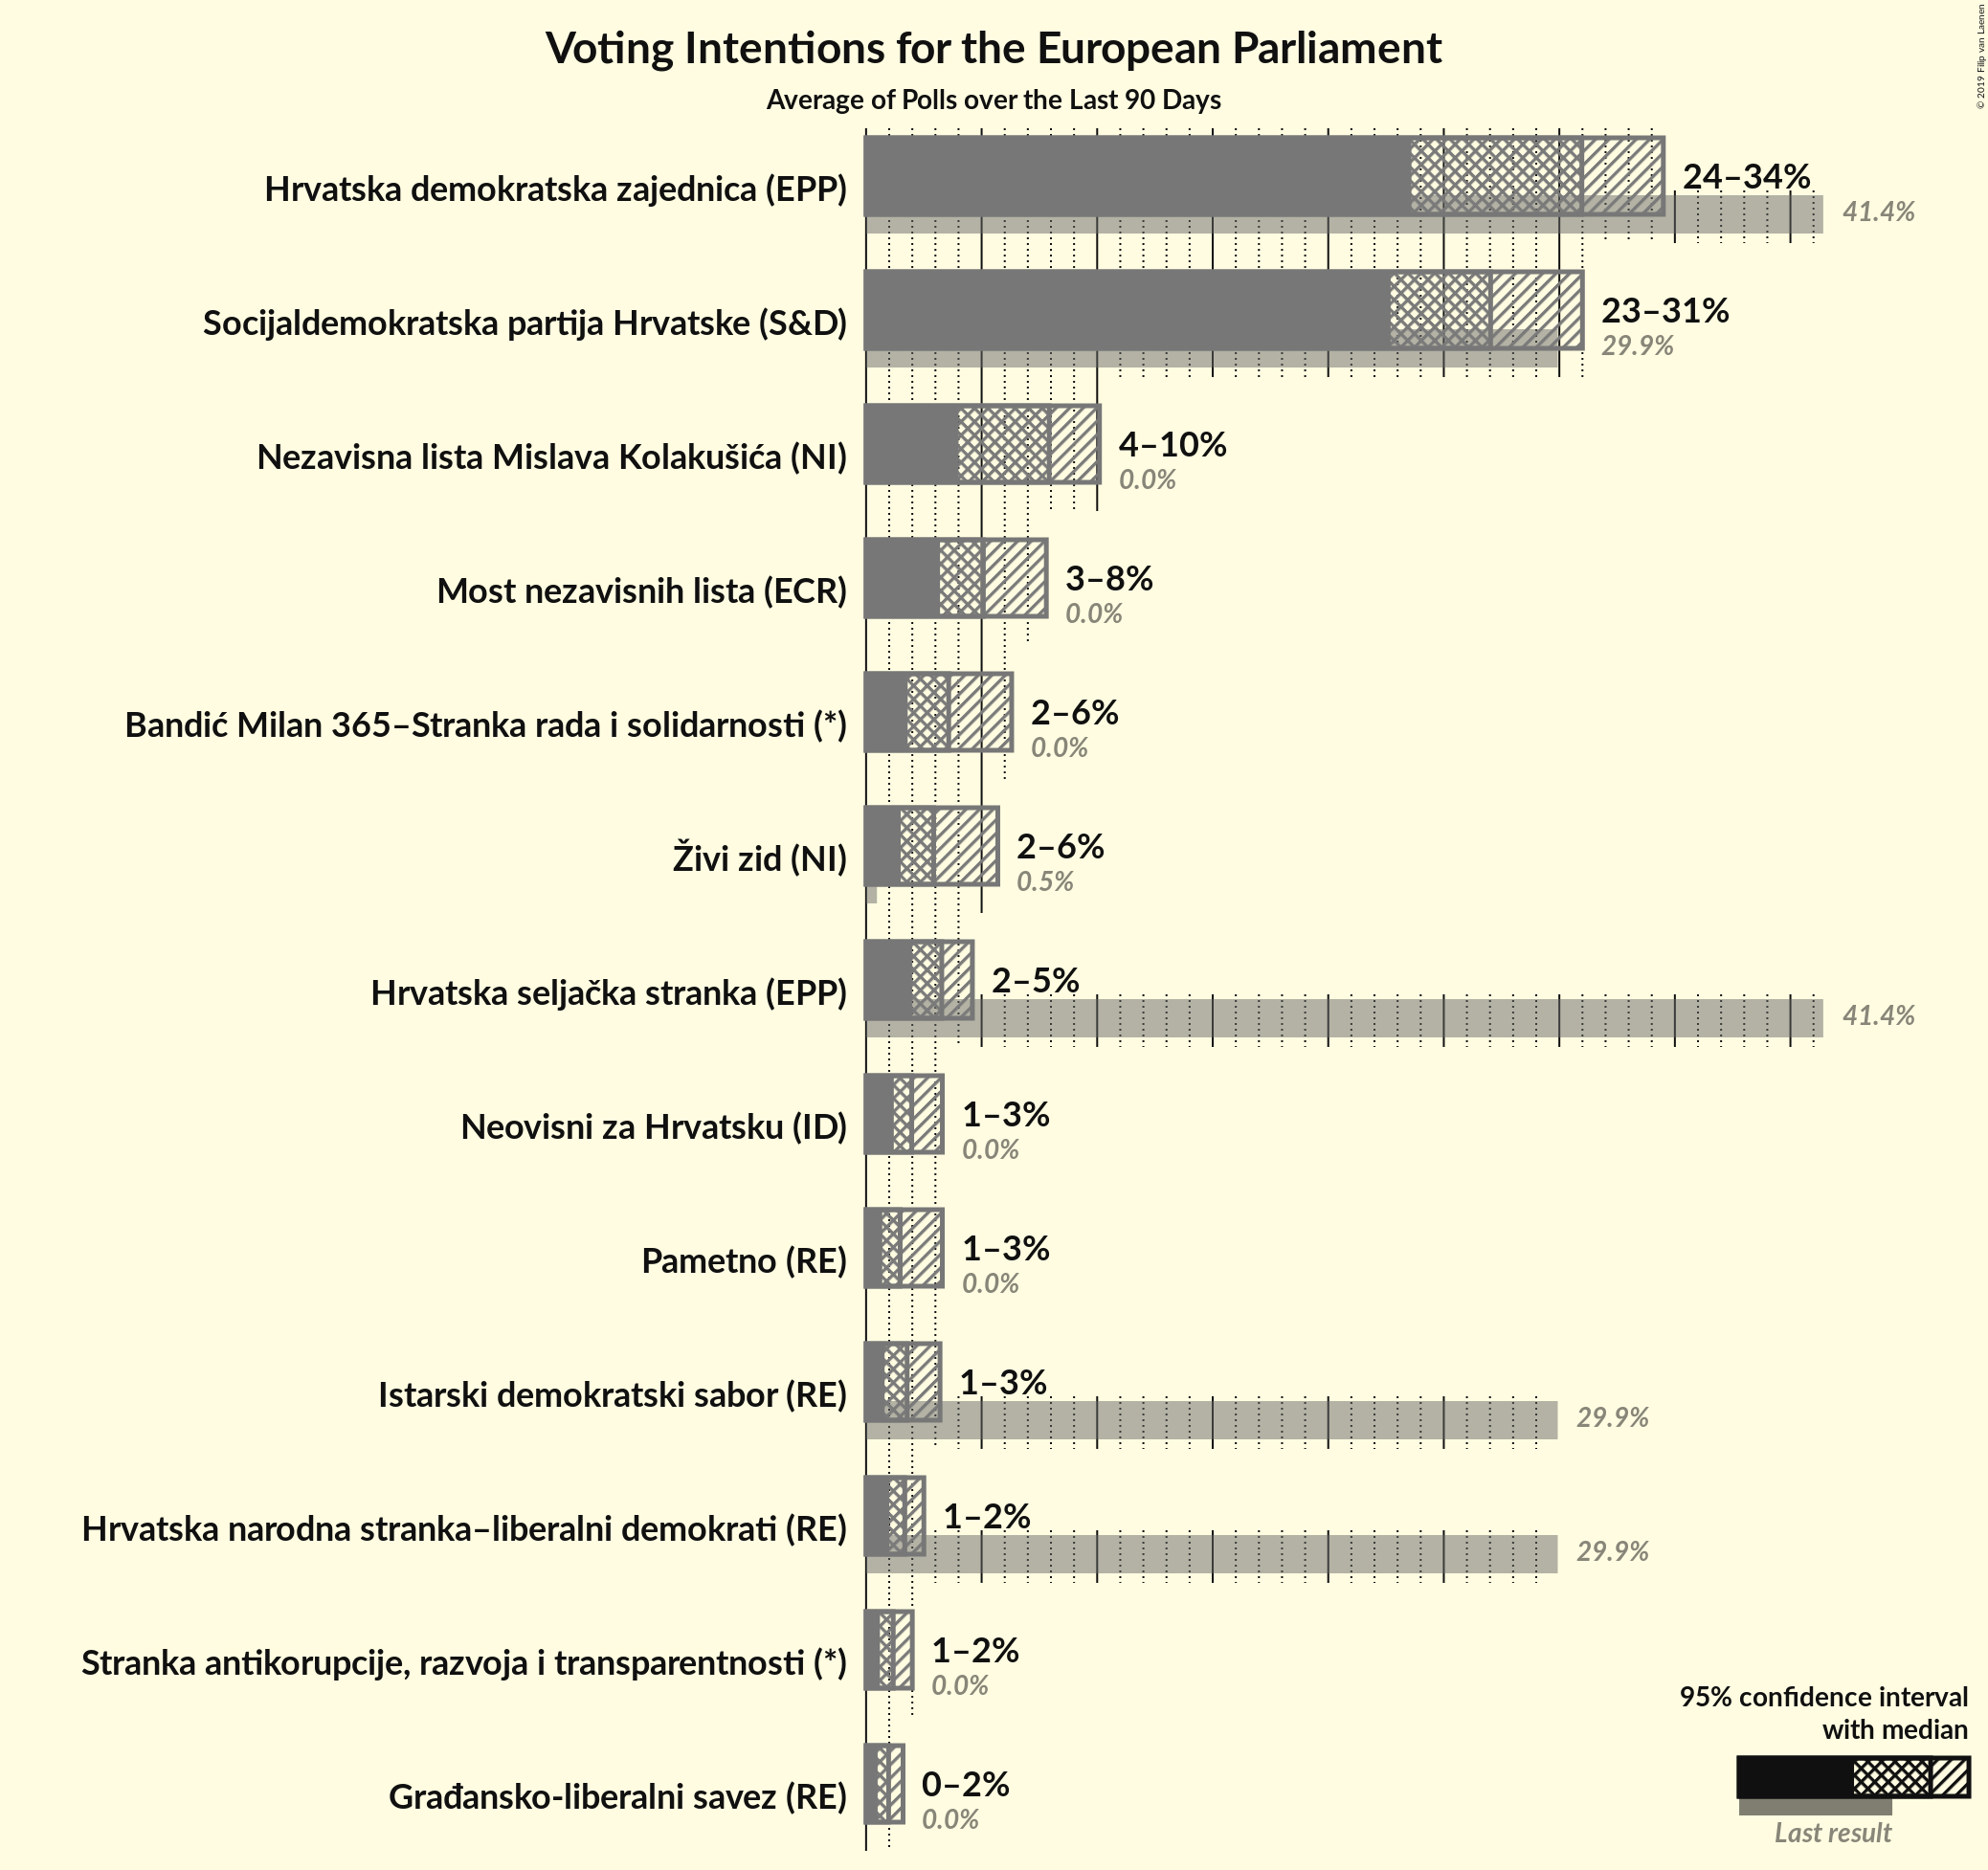 © 2019 Filip van Laenen
Voting Intentions for the European Parliament
Average of Polls over the Last 90 Days
Hrvatska demokratska zajednica (EPP)
24–34%
41.4%
Socijaldemokratska partija Hrvatske (S&D)
23–31%
29.9%
Nezavisna lista Mislava Kolakušića (NI)
4–10%
0.0%
Most nezavisnih lista (ECR)
3–8%
0.0%
Bandić Milan 365–Stranka rada i solidarnosti (*)
2–6%
0.0%
Živi zid (NI)
2–6%
0.5%
Hrvatska seljačka stranka (EPP)
2–5%
41.4%
Neovisni za Hrvatsku (ID)
1–3%
0.0%
Pametno (RE)
1–3%
0.0%
Istarski demokratski sabor (RE)
1–3%
29.9%
Hrvatska narodna stranka–liberalni demokrati (RE)
1–2%
29.9%
Stranka antikorupcije, razvoja i transparentnosti (*)
1–2%
0.0%
Građansko-liberalni savez (RE)
0–2%
0.0%
95% confidence interval
with median
Last result